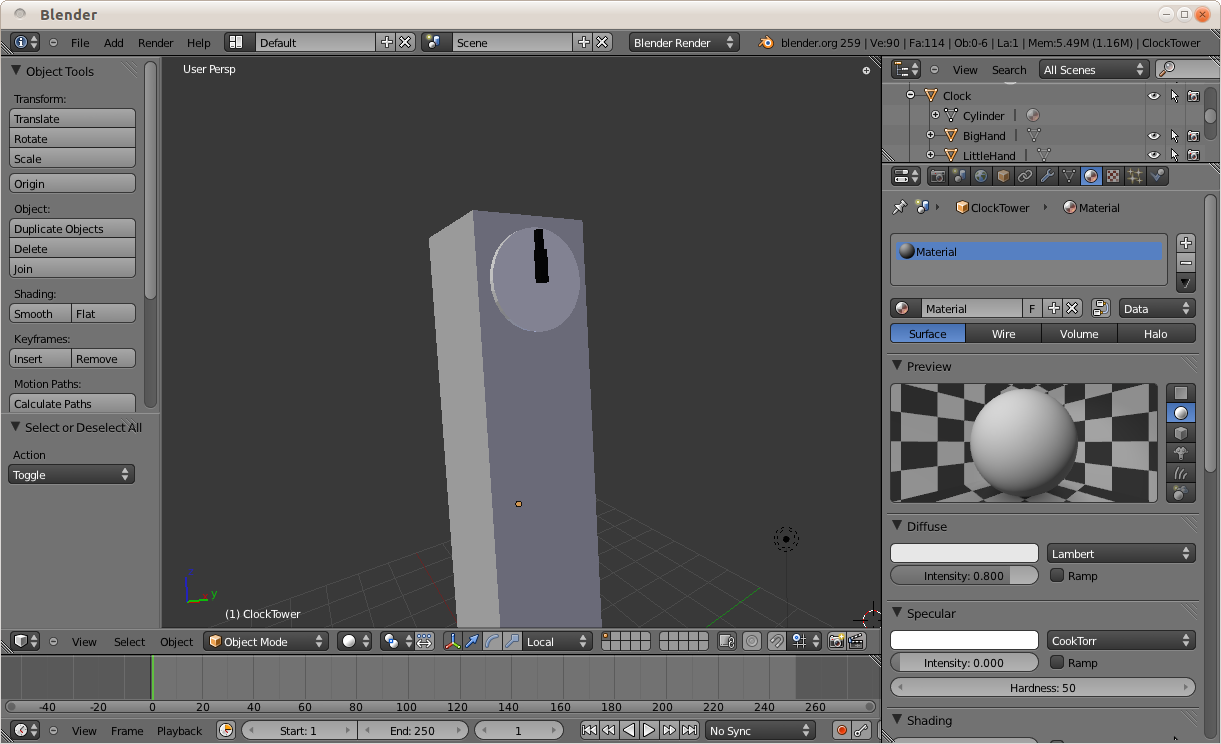 Blender
File Add Render Help Default Scene Blender Render blender.org 259 | Ve:90 | Fa:114 | Ob:0-6 | La:1 | Mem:5.49M (1.16M) | ClockTower
Object Tools
Transform:
Translate
Rotate
Scale
Origin
Object:
Duplicate Objects
Delete
Join
Shading:
Smooth Flat
Keyframes:
Insert Remove
Motion Paths:
Calculate Paths
Select or Deselect All
Action
Toggle
User Persp
y
(1) ClockTower
View Select Object Object Mode Local
-40 -20 0 20 40 60 80 100 120 140 160 180 200 220 240 260
View Frame Playback Start: 1 End: 250 1 No Sync
View Search All Scenes
Clock
Cylinder
BigHand
LittleHand
ClockTower Material
Material
Material F Data
Surface Wire Volume Halo
Preview
Diffuse
Lambert
Intensity: 0.800 Ramp
Specular
CookTorr
Intensity: 0.000 Ramp
Hardness: 50
Shading